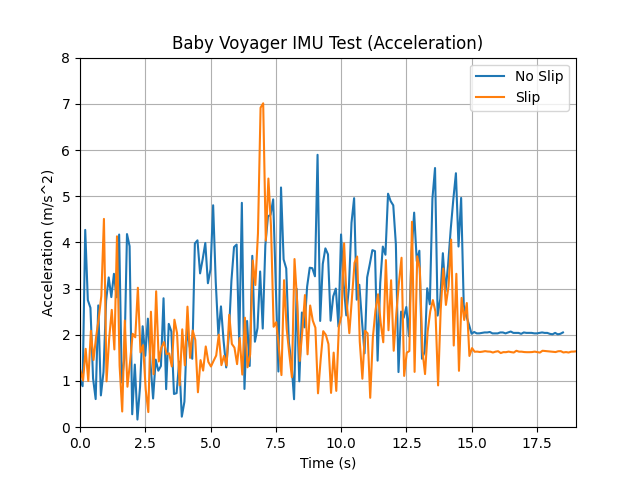 Baby Voyager IMU Test (Acceleration)
No Slip
Slip
8
7
6
5
4
3
2
1
0
Acceleration (m/s^2)
0.0 2.5 5.0 7.5 10.0 12.5 15.0 17.5
Time (s)